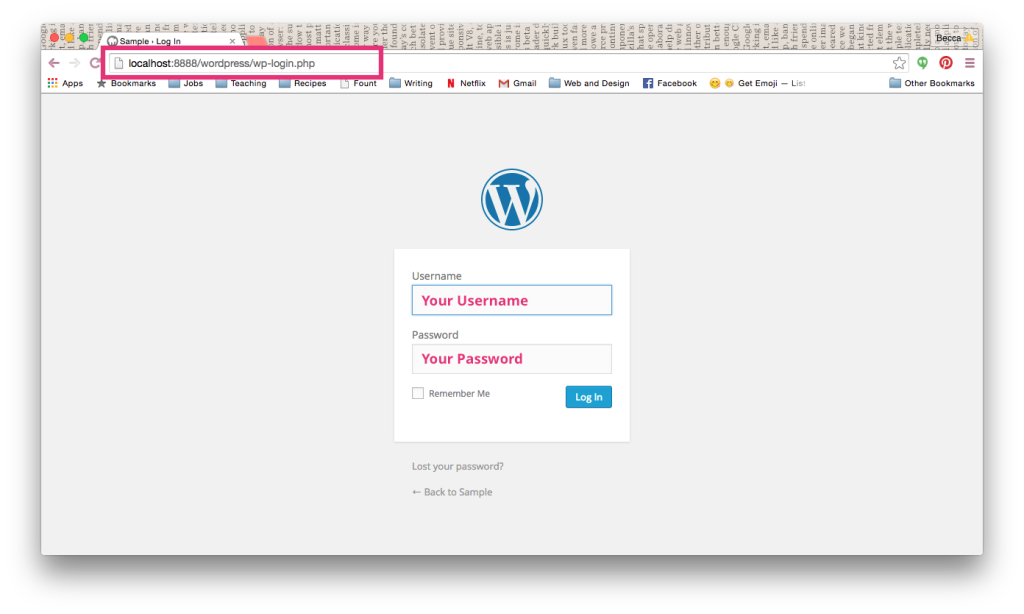 Sample › Log In
Becca
localhost:8888/wordpress/wp-login.php
Apps Bookmarks Jobs Teaching Recipes Fount Writing Netflix Gmail Web and Design Facebook Get Emoji — List Other Bookmarks
Username
Your Username
Password
Your Password
Remember Me
Log In
Lost your password?
← Back to Sample